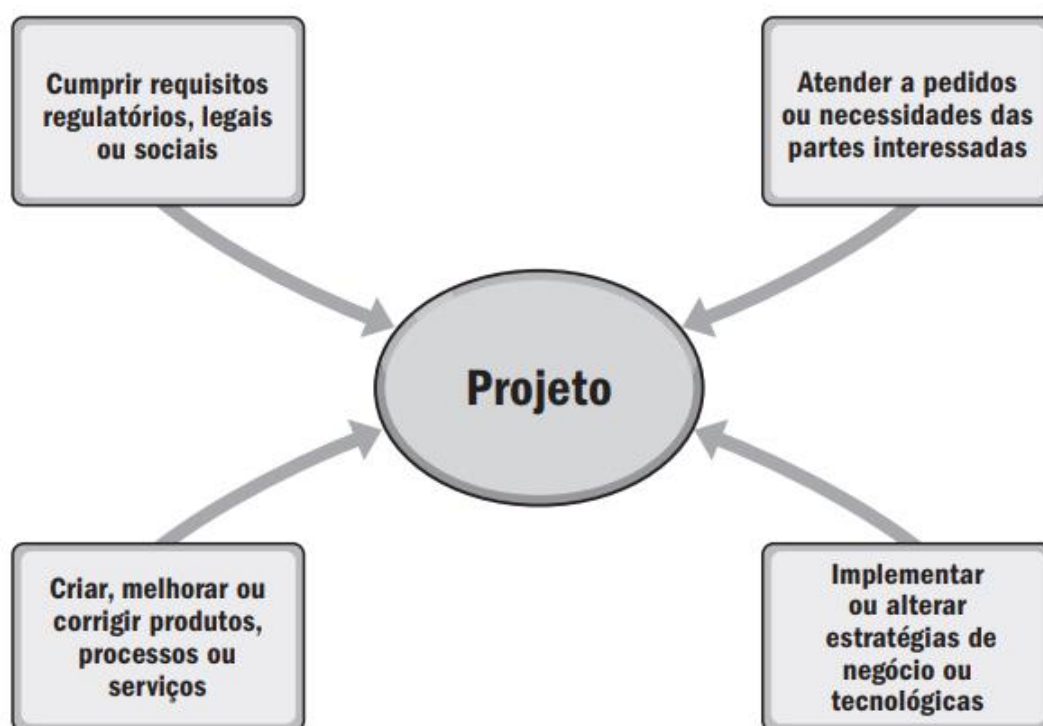 Cumprir requisitos
regulatórios, legais
ou sociais
Atender a pedidos
ou necessidades das
partes interessadas
Projeto
Criar, melhorar ou
corrigir produtos,
processos ou
serviços
Implementar
ou alterar
estratégias de
negócio ou
tecnológicas